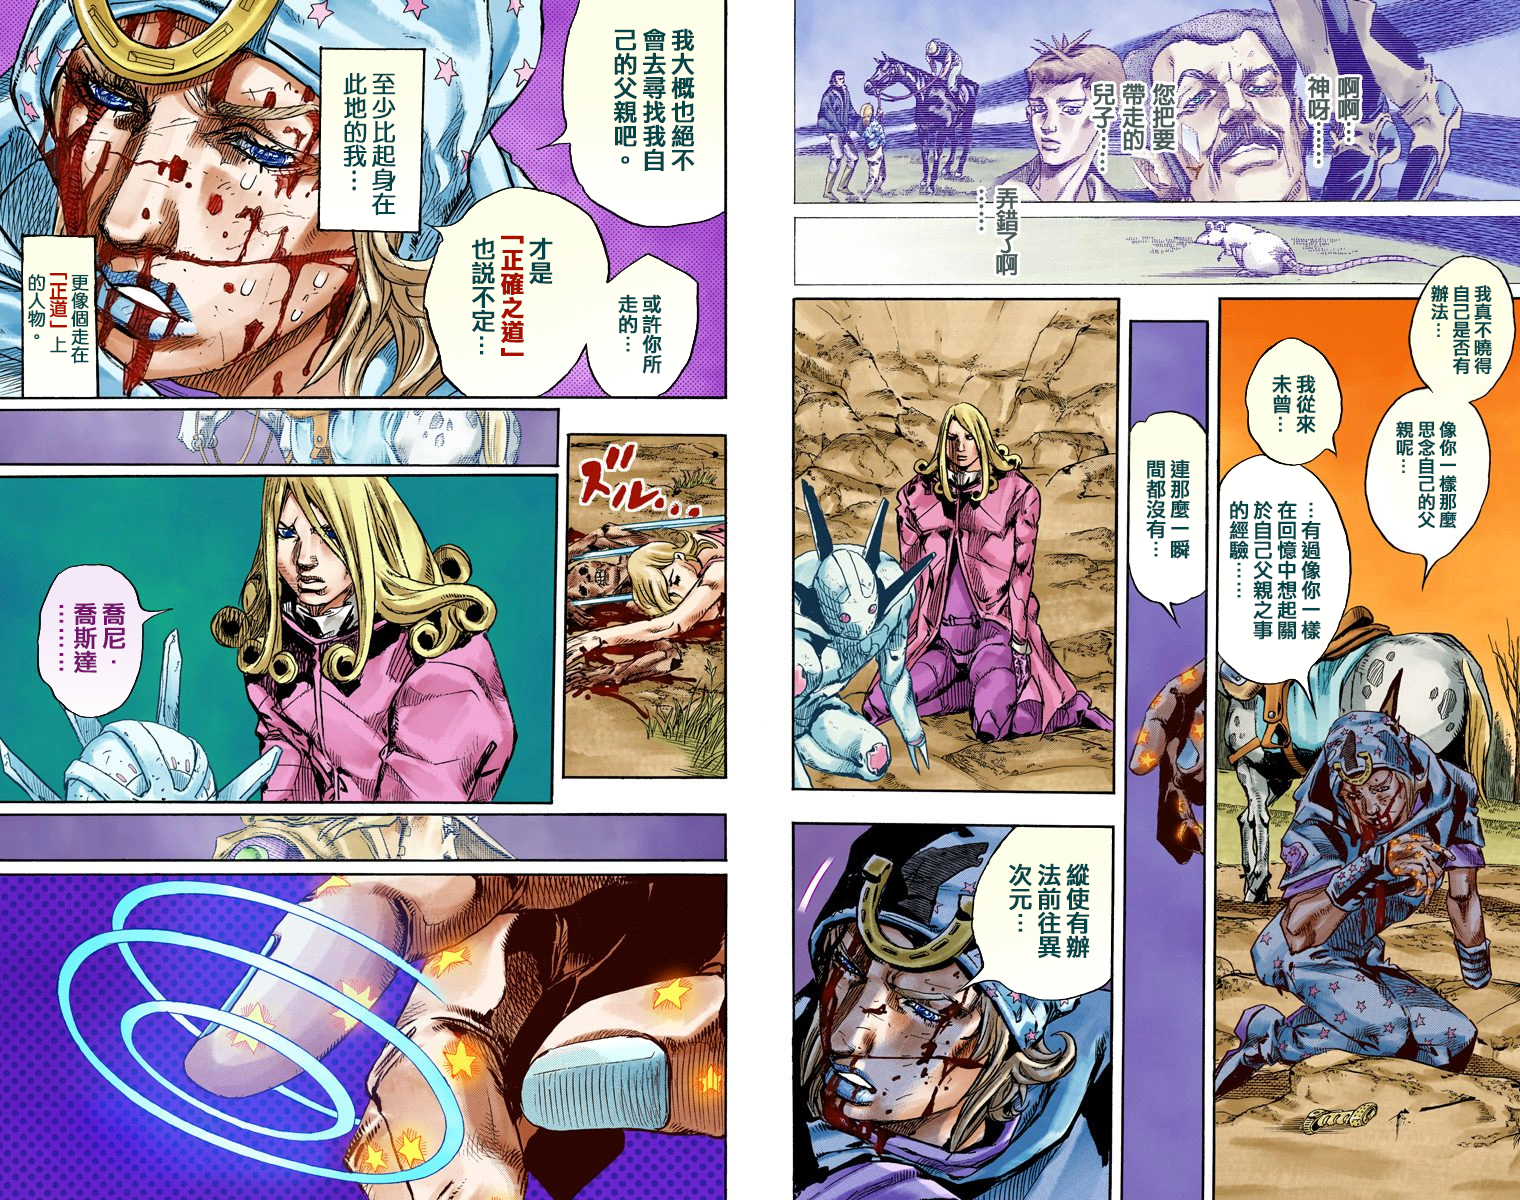 啊啊…
神呀……
您把要
帶走的
兒子……
弄錯了啊
……
我真不曉得
自己是否有
辦法…
像你一樣那麼
思念自己的父
親呢…
我從來
未曾…
…有過像你一樣
在回憶中想起關
於自己父親之事
的經驗……
連那麼一瞬
間都沒有…
縱使有辦
法前往異
次元…
我大概也絕不
會去尋找我自
己的父親吧。
或許你所
走的…
才是
「正確之道」
也説不定…
至少比起身在
此地的我…
更像個走在
「正道」上
的人物。
ズルッ…
喬尼．
喬斯達
………